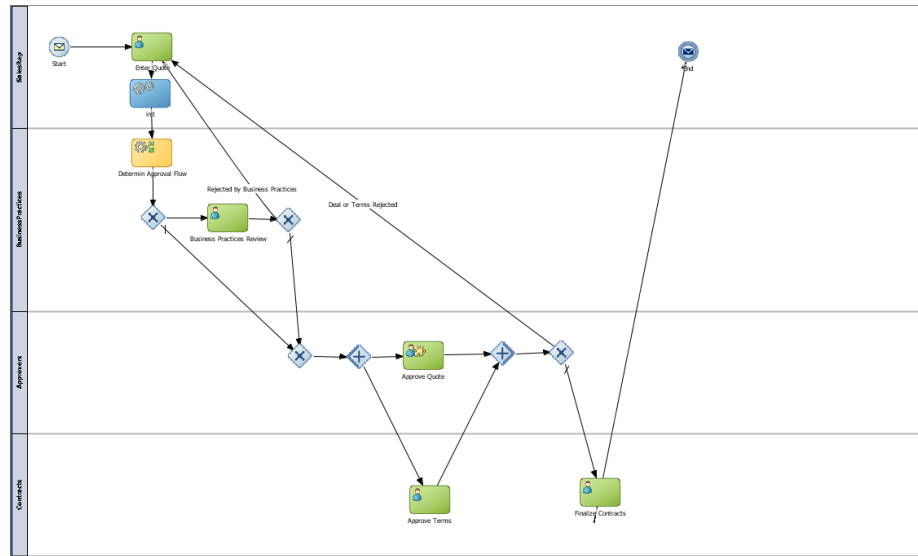 SalesRep
Start
Enter Quote
init
End
BusinessPractices
Determin Approval Flow
Rejected by Business Practices
Business Practices Review
Deal or Terms Rejected
Approvers
Approve Quote
Contracts
Approve Terms
Finalize Contracts